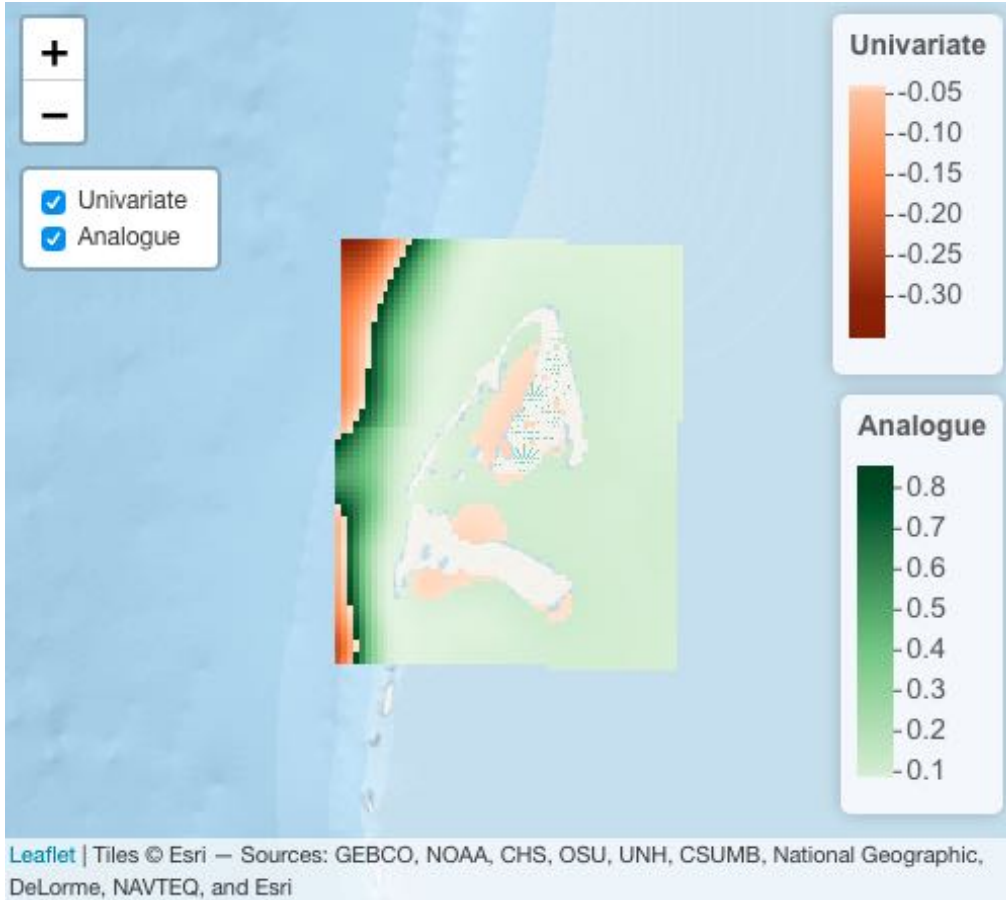 +
−
Univariate
Analogue
Univariate
-0.05
-0.10
-0.15
-0.20
-0.25
-0.30
Analogue
0.8
0.7
0.6
0.5
0.4
0.3
0.2
0.1
Leaflet | Tiles © Esri — Sources: GEBCO, NOAA, CHS, OSU, UNH, CSUMB, National Geographic,
DeLorme, NAVTEQ, and Esri